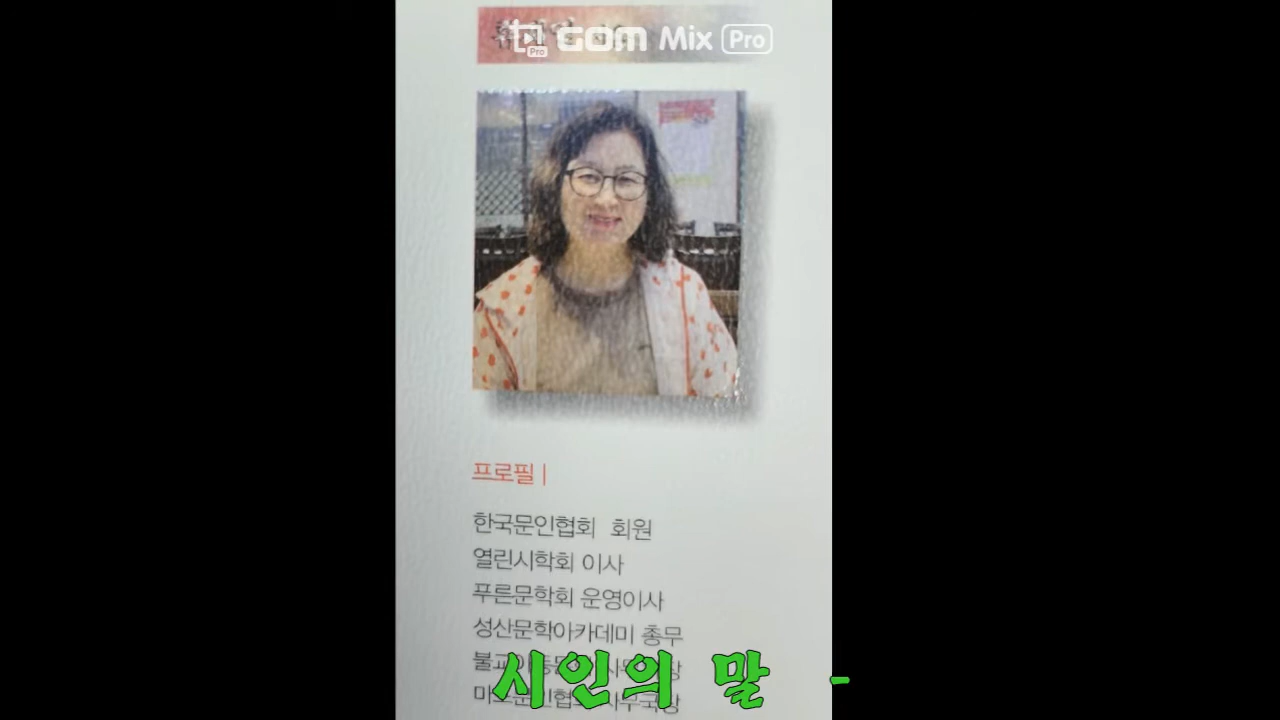 GOM Mix Pro
Pro
프로필 |
한국문인협회 회원
열린시학회 이사
푸른문학회 운영이사
성산문학아카데미 총무
시인의 말 -